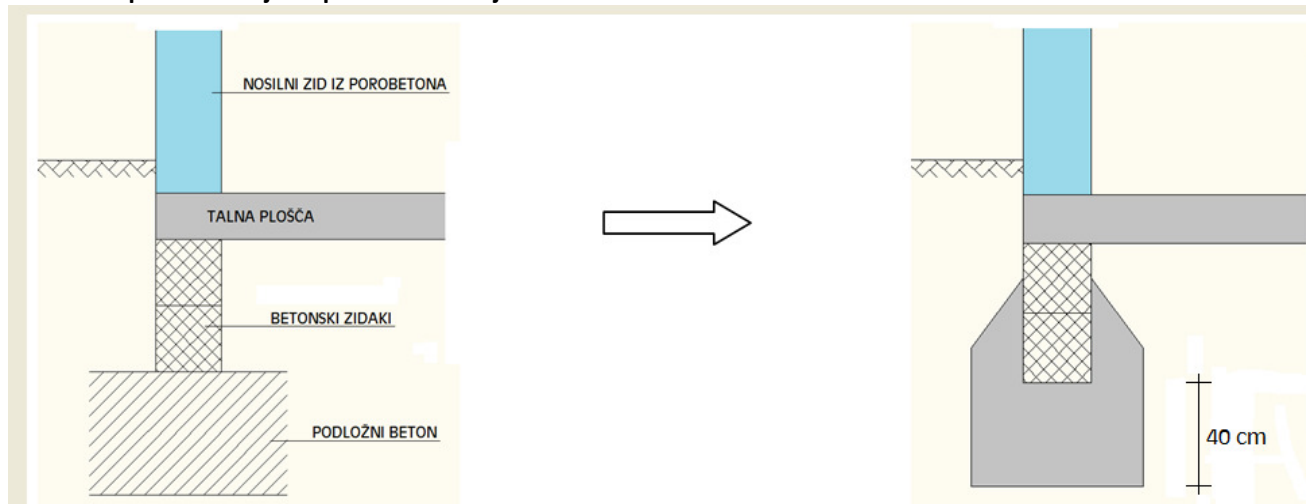 NOSILNI ZID IZ POROBETONA
TALNA PLOŠČA
BETONSKI ZIDAKI
PODLOŽNI BETON
40 cm